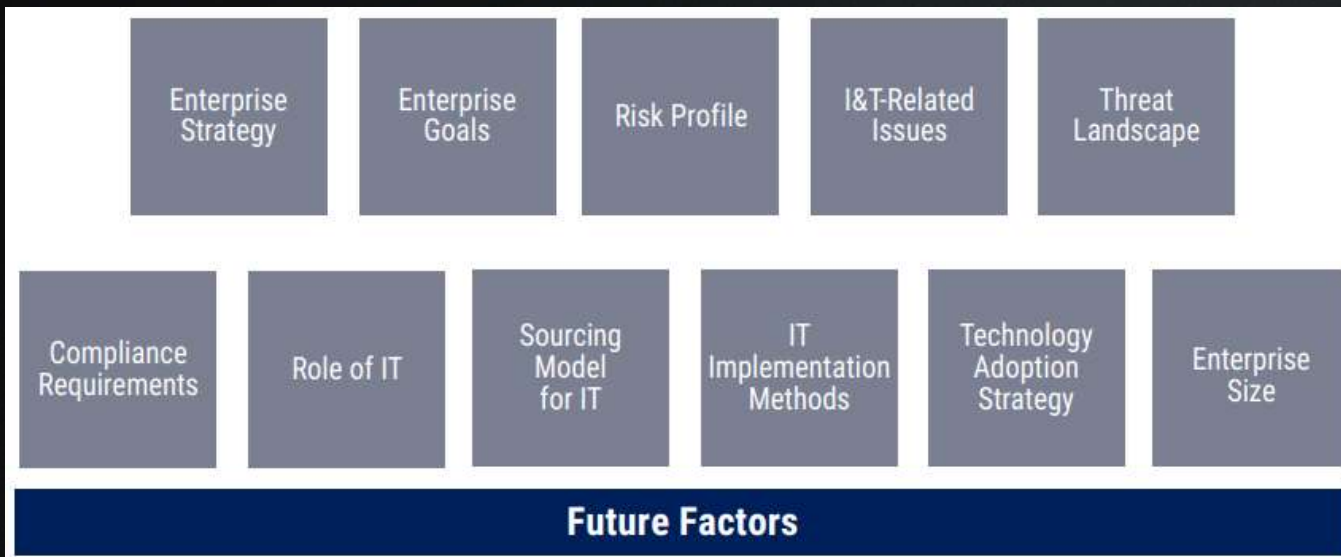 Enterprise
Strategy
Enterprise
Goals
Risk Profile
I&T-Related
Issues
Threat
Landscape
Compliance
Requirements
Role of IT
Sourcing
Model
for IT
IT
Implementation
Methods
Technology
Adoption
Strategy
Enterprise
Size
Future Factors